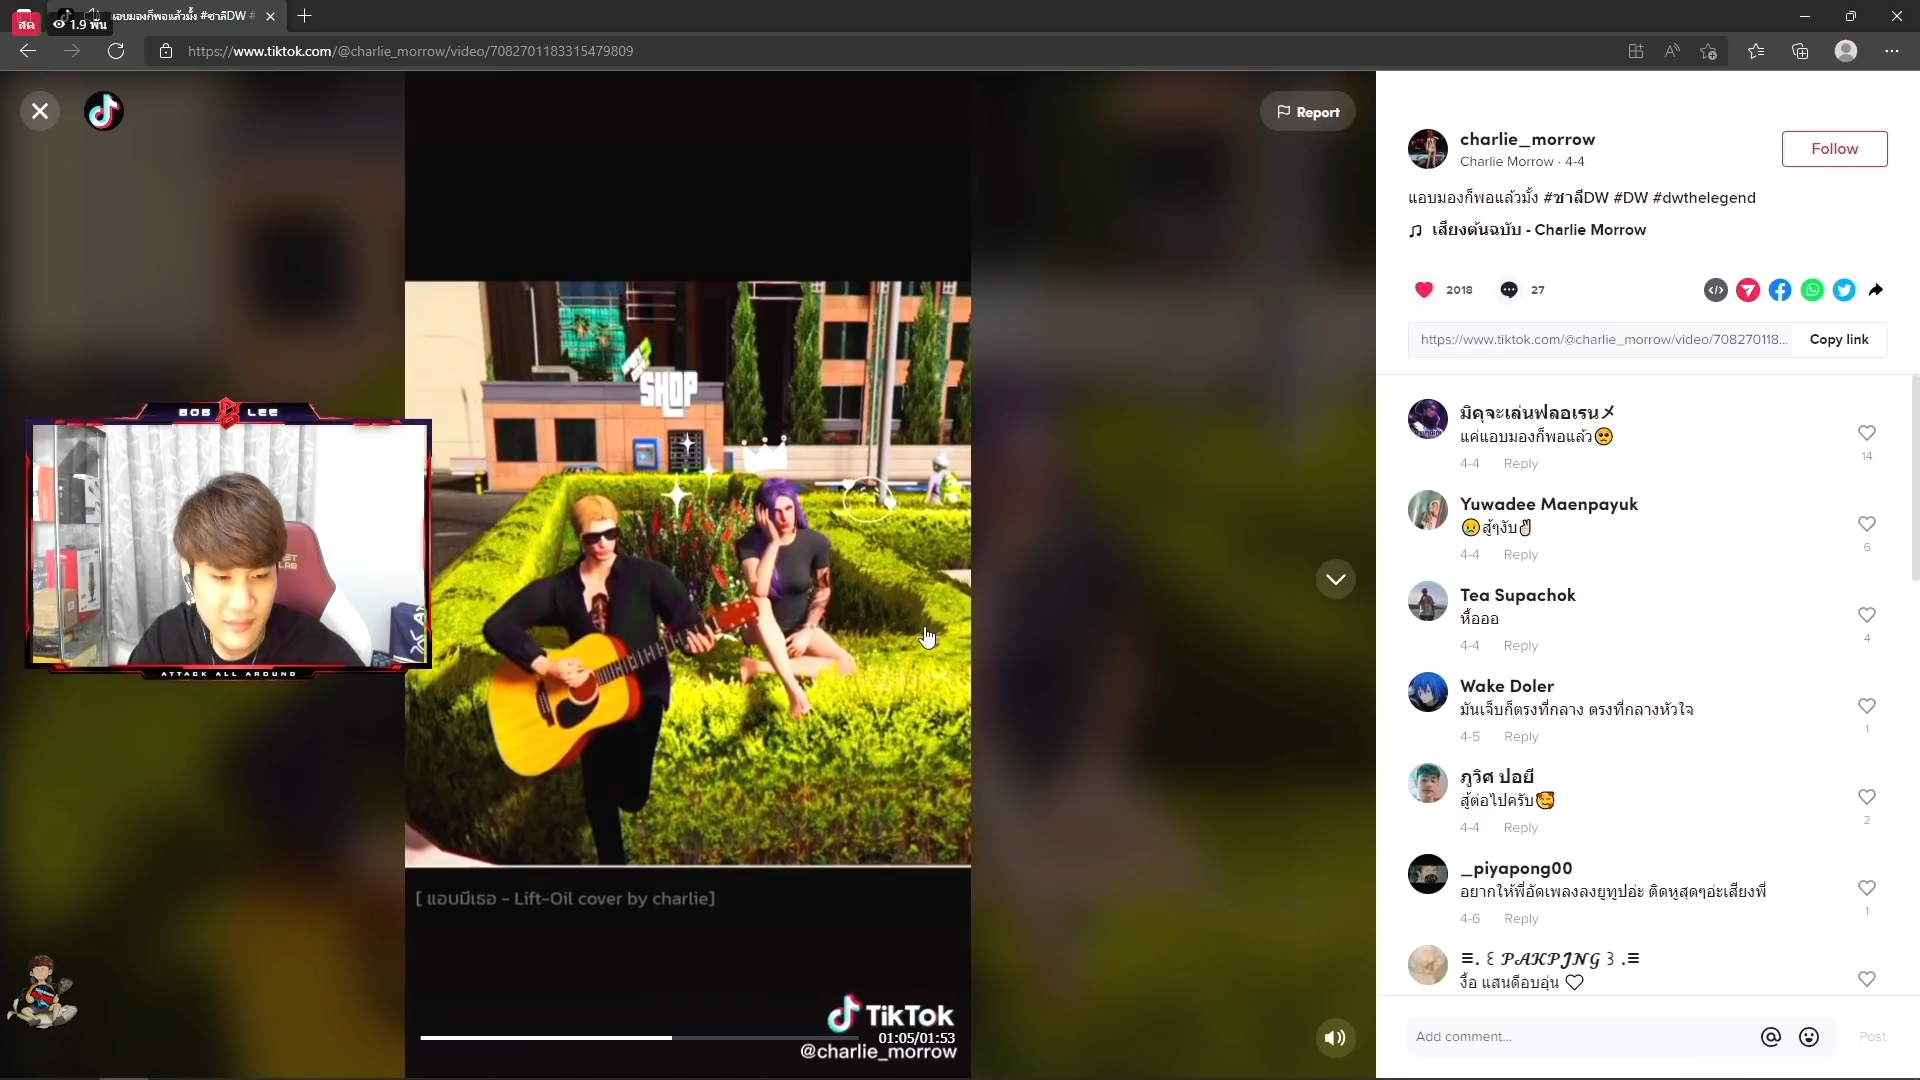 สด
1.9 พัน
แอบมองก็พอแล้วมั้ง #ชาลีDW #
https://www.tiktok.com/@charlie_morrow/video/7082701183315479809
Report
SHOP
BOB LEE
ATTACK ALL AROUND
[ แอบมีเธอ - Lift-Oil cover by charlie]
TikTok
01:05/01:53
@charlie_morrow
charlie_morrow
Charlie Morrow · 4-4
Follow
แอบมองก็พอแล้วมั้ง #ชาลีDW #DW #dwthelegend
เสียงต้นฉบับ - Charlie Morrow
2018
27
https://www.tiktok.com/@charlie_morrow/video/708270118...
Copy link
มิคุจะเล่นฟลอเรนメ
แค่แอบมองก็พอแล้ว🥺
4-4 Reply
14
Yuwadee Maenpayuk
😥สู้ๆงับ✌🏻
4-4 Reply
6
Tea Supachok
หื้อออ
4-4 Reply
4
Wake Doler
มันเจ็บก็ตรงที่กลาง ตรงที่กลางหัวใจ
4-5 Reply
1
ภูวิศ ปอยี
สู้ต่อไปครับ🥰
4-4 Reply
2
_piyapong00
อยากให้พี่อัดเพลงลงยูทูปอ่ะ ติดหูสุดๆอ่ะเสียงพี่
4-6 Reply
1
≡. ꒰ 𝓟𝓐𝓚𝓟𝓙𝓝𝓖 ꒱ .≡
งื้อ แสนดีอบอุ่น ♡
Add comment...
Post